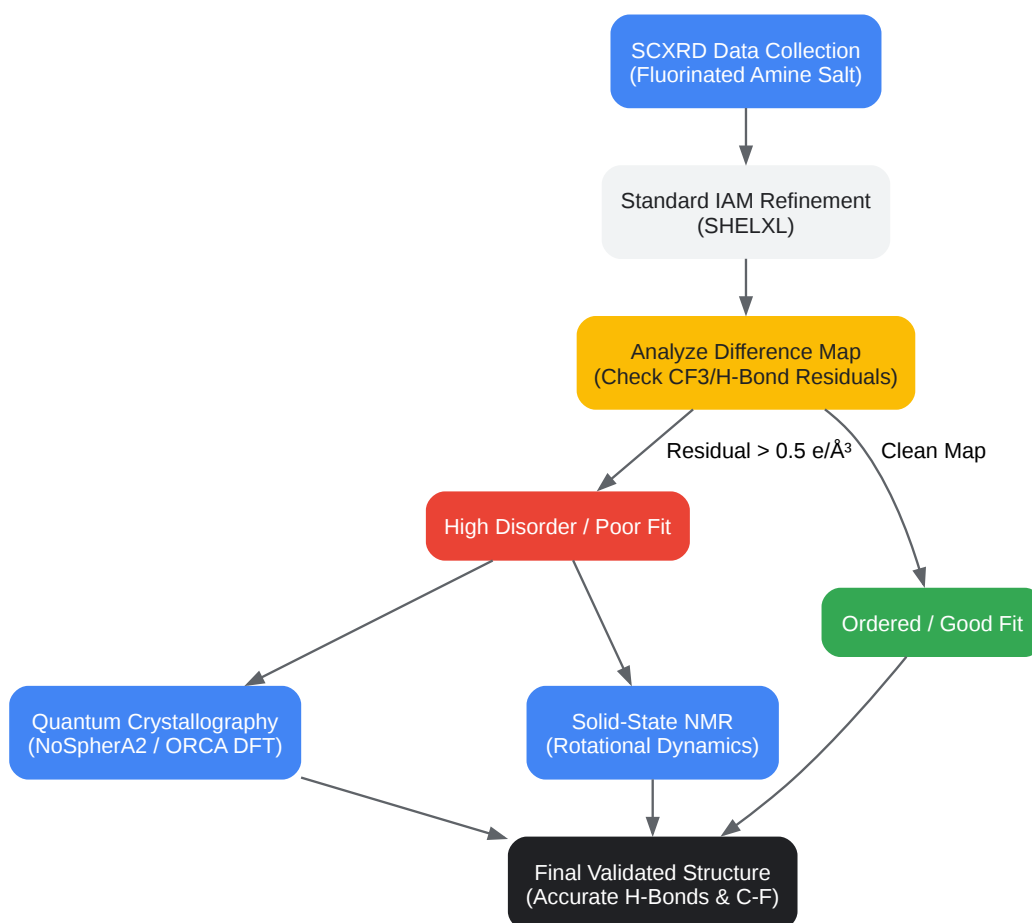 SCXRD Data Collection
(Fluorinated Amine Salt)
Standard IAM Refinement
(SHELXL)
Analyze Difference Map
(Check CF3/H-Bond Residuals)
Residual > 0.5 e/Å³
Clean Map
High Disorder / Poor Fit
Ordered / Good Fit
Quantum Crystallography
(NoSpherA2 / ORCA DFT)
Solid-State NMR
(Rotational Dynamics)
Final Validated Structure
(Accurate H-Bonds & C-F)